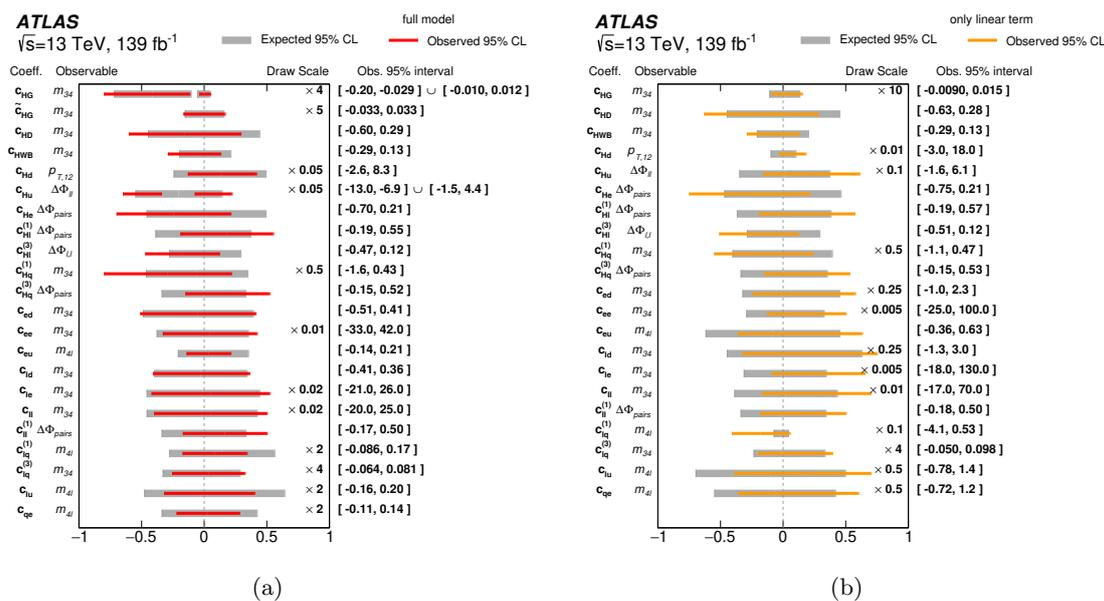 ATLAS
√s=13 TeV, 139 fb⁻¹
full model
Expected 95% CL
Observed 95% CL
Coeff. Observable Draw Scale Obs. 95% interval
c_HG m_34 × 4 [ -0.20, -0.029 ] ∪ [ -0.010, 0.012 ]
c̃_HG m_34 × 5 [ -0.033, 0.033 ]
c_HD m_34 [ -0.60, 0.29 ]
c_HWB m_34 [ -0.29, 0.13 ]
c_Hd p_T,12 × 0.05 [ -2.6, 8.3 ]
c_Hu ΔΦ_ll × 0.05 [ -13.0, -6.9 ] ∪ [ -1.5, 4.4 ]
c_He ΔΦ_pairs [ -0.70, 0.21 ]
c_Hl^(1) ΔΦ_pairs [ -0.19, 0.55 ]
c_Hl^(3) ΔΦ_ll [ -0.47, 0.12 ]
c_Hq^(1) m_34 × 0.5 [ -1.6, 0.43 ]
c_Hq^(3) ΔΦ_pairs [ -0.15, 0.52 ]
c_ed m_34 [ -0.51, 0.41 ]
c_ee m_34 × 0.01 [ -33.0, 42.0 ]
c_eu m_4l [ -0.14, 0.21 ]
c_ld m_34 [ -0.41, 0.36 ]
c_le m_34 × 0.02 [ -21.0, 26.0 ]
c_ll m_34 × 0.02 [ -20.0, 25.0 ]
c_ll^(1) ΔΦ_pairs [ -0.17, 0.50 ]
c_lq^(1) m_4l × 2 [ -0.086, 0.17 ]
c_lq^(3) m_34 × 4 [ -0.064, 0.081 ]
c_lu m_4l × 2 [ -0.16, 0.20 ]
c_qe m_4l × 2 [ -0.11, 0.14 ]
−1 −0.5 0 0.5 1
(a)
ATLAS
√s=13 TeV, 139 fb⁻¹
only linear term
Expected 95% CL
Observed 95% CL
Coeff. Observable Draw Scale Obs. 95% interval
c_HG m_34 × 10 [ -0.0090, 0.015 ]
c_HD m_34 [ -0.63, 0.28 ]
c_HWB m_34 [ -0.29, 0.13 ]
c_Hd p_T,12 × 0.01 [ -3.0, 18.0 ]
c_Hu ΔΦ_ll × 0.1 [ -1.6, 6.1 ]
c_He ΔΦ_pairs [ -0.75, 0.21 ]
c_Hl^(1) ΔΦ_pairs [ -0.19, 0.57 ]
c_Hl^(3) ΔΦ_ll [ -0.51, 0.12 ]
c_Hq^(1) m_34 × 0.5 [ -1.1, 0.47 ]
c_Hq^(3) ΔΦ_pairs [ -0.15, 0.53 ]
c_ed m_34 × 0.25 [ -1.0, 2.3 ]
c_ee m_34 × 0.005 [ -25.0, 100.0 ]
c_eu m_4l [ -0.36, 0.63 ]
c_ld m_34 × 0.25 [ -1.3, 3.0 ]
c_le m_34 × 0.005 [ -18.0, 130.0 ]
c_ll m_34 × 0.01 [ -17.0, 70.0 ]
c_ll^(1) ΔΦ_pairs [ -0.18, 0.50 ]
c_lq^(1) m_4l × 0.1 [ -4.1, 0.53 ]
c_lq^(3) m_34 × 4 [ -0.050, 0.098 ]
c_lu m_4l × 0.5 [ -0.78, 1.4 ]
c_qe m_4l × 0.5 [ -0.72, 1.2 ]
−1 −0.5 0 0.5 1
(b)